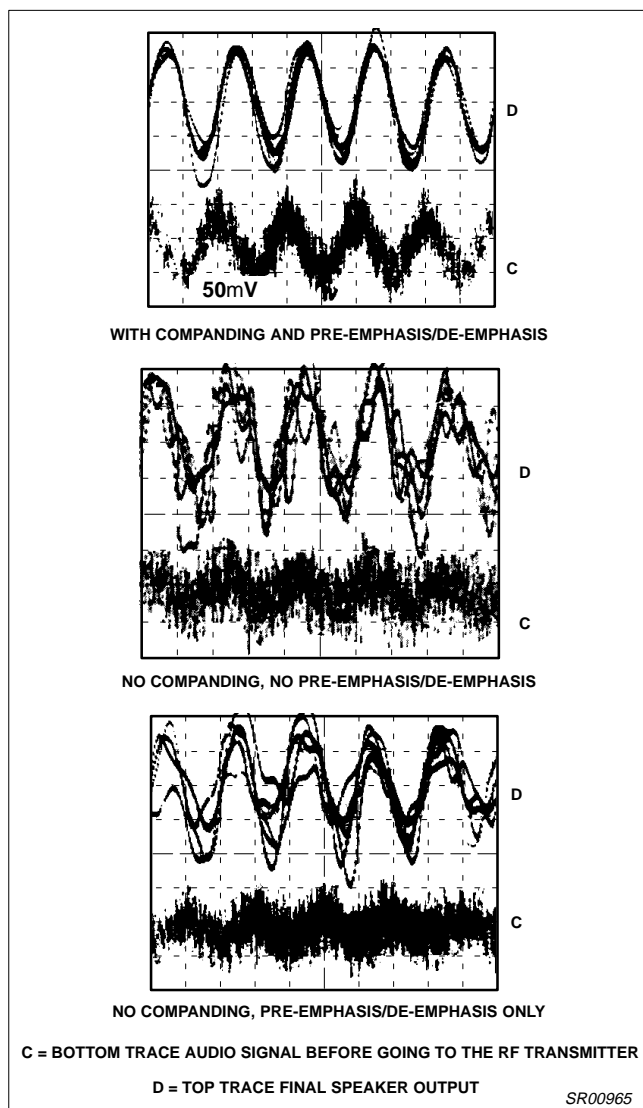 D
C
50mV
WITH COMPANDING AND PRE-EMPHASIS/DE-EMPHASIS
D
C
NO COMPANDING, NO PRE-EMPHASIS/DE-EMPHASIS
D
C
NO COMPANDING, PRE-EMPHASIS/DE-EMPHASIS ONLY
C = BOTTOM TRACE AUDIO SIGNAL BEFORE GOING TO THE RF TRANSMITTER
D = TOP TRACE FINAL SPEAKER OUTPUT
SR00965